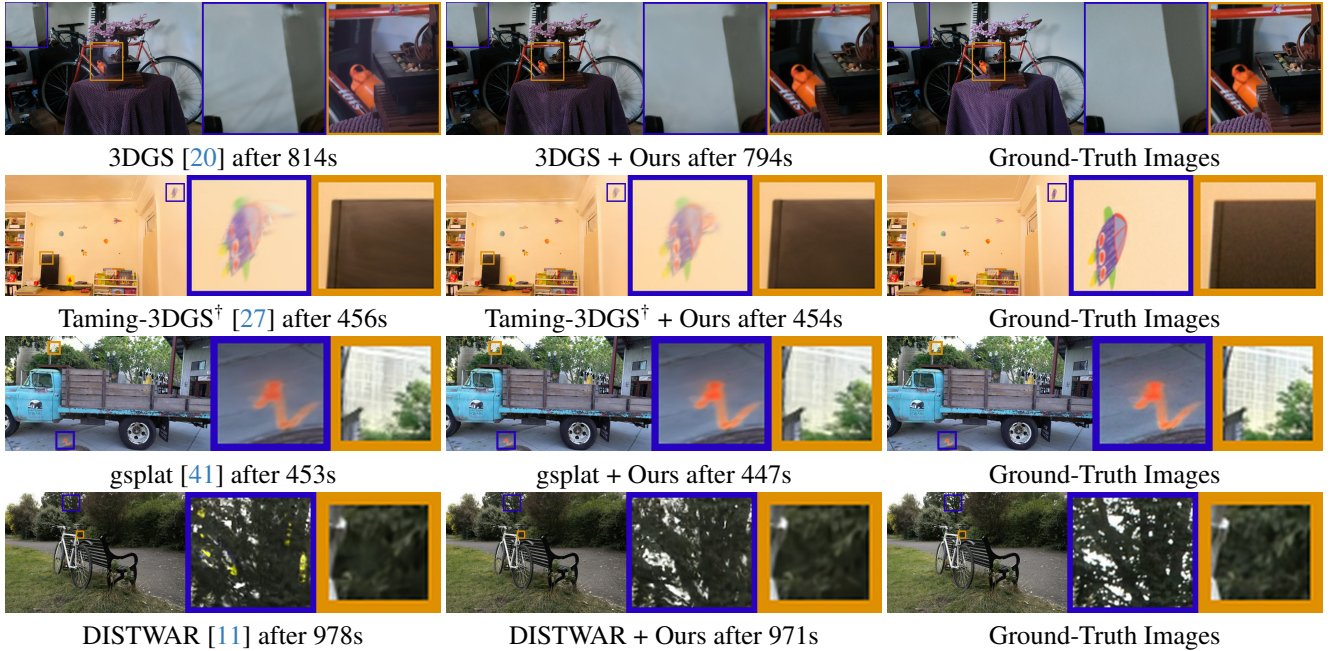 3DGS [20] after 814s
3DGS + Ours after 794s
Ground-Truth Images
Taming-3DGS† [27] after 456s
Taming-3DGS† + Ours after 454s
Ground-Truth Images
gsplat [41] after 453s
gsplat + Ours after 447s
Ground-Truth Images
DISTWAR [11] after 978s
DISTWAR + Ours after 971s
Ground-Truth Images